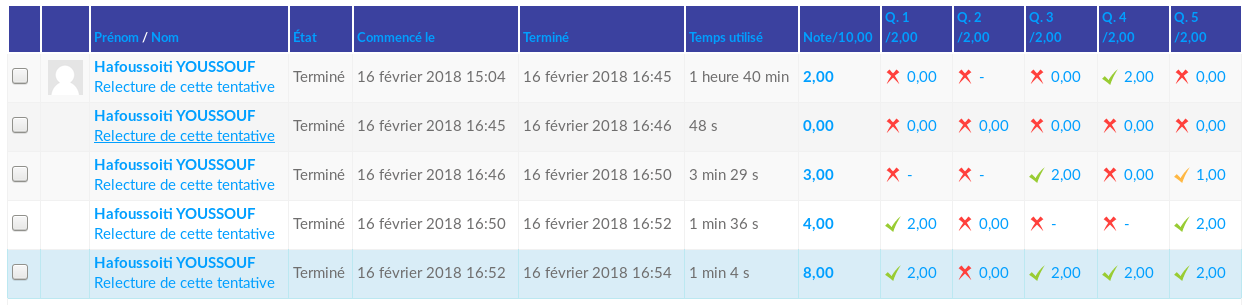 Prénom / Nom État Commencé le Terminé Temps utilisé Note/10,00 Q. 1 /2,00 Q. 2 /2,00 Q. 3 /2,00 Q. 4 /2,00 Q. 5 /2,00
Hafoussoiti YOUSSOUF
Relecture de cette tentative Terminé 16 février 2018 15:04 16 février 2018 16:45 1 heure 40 min 2,00 0,00 - 0,00 2,00 0,00
Hafoussoiti YOUSSOUF
Relecture de cette tentative Terminé 16 février 2018 16:45 16 février 2018 16:46 48 s 0,00 0,00 0,00 0,00 0,00 0,00
Hafoussoiti YOUSSOUF
Relecture de cette tentative Terminé 16 février 2018 16:46 16 février 2018 16:50 3 min 29 s 3,00 - - 2,00 0,00 1,00
Hafoussoiti YOUSSOUF
Relecture de cette tentative Terminé 16 février 2018 16:50 16 février 2018 16:52 1 min 36 s 4,00 2,00 0,00 - - 2,00
Hafoussoiti YOUSSOUF
Relecture de cette tentative Terminé 16 février 2018 16:52 16 février 2018 16:54 1 min 4 s 8,00 2,00 0,00 2,00 2,00 2,00